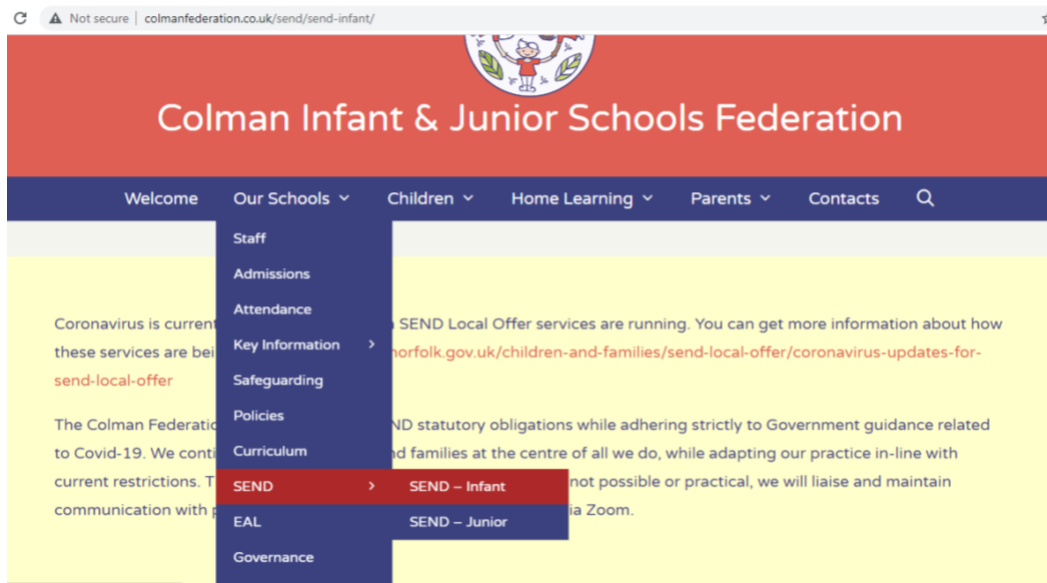 Not secure | colmanfederation.co.uk/send/send-infant/
Colman Infant & Junior Schools Federation
Welcome Our Schools Children Home Learning Parents Contacts
Staff
Admissions
Attendance
Key Information
Safeguarding
Policies
Curriculum
SEND
EAL
Governance
SEND – Infant
SEND – Junior
Coronavirus is current SEND Local Offer services are running. You can get more information about how
these services are bei norfolk.gov.uk/children-and-families/send-local-offer/coronavirus-updates-for-
send-local-offer
The Colman Federatio ND statutory obligations while adhering strictly to Government guidance related
to Covid-19. We conti nd families at the centre of all we do, while adapting our practice in-line with
current restrictions. T not possible or practical, we will liaise and maintain
communication with p ia Zoom.